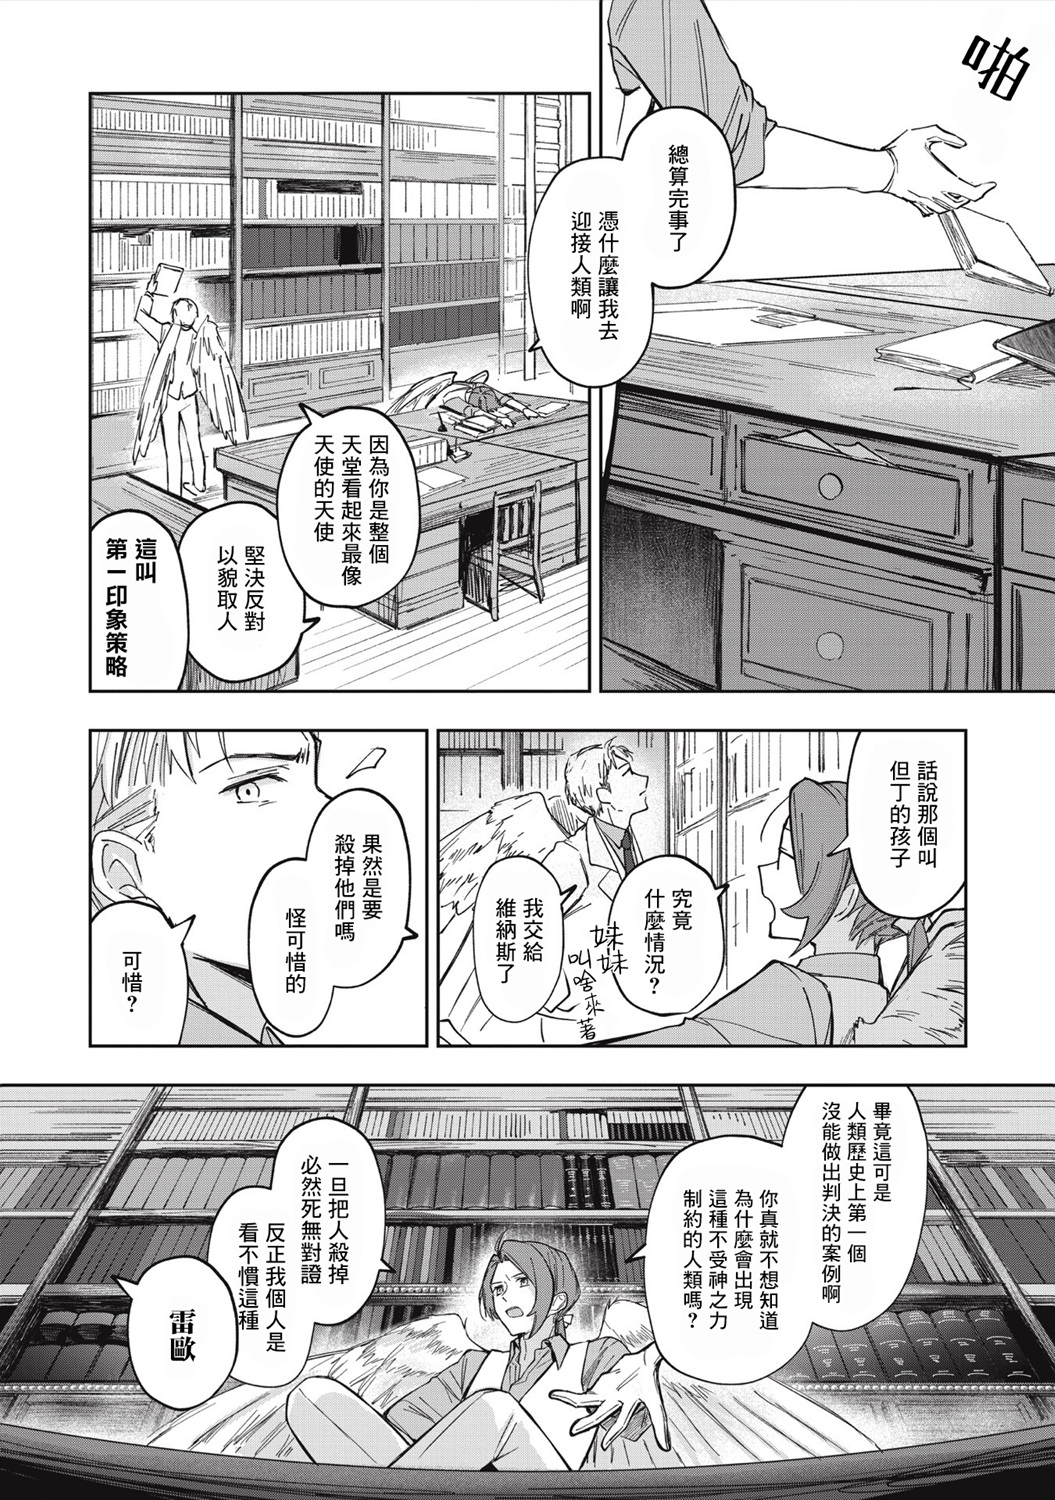 啪
總算完事了
憑什麼讓我去
迎接人類啊
因為你是整個
天堂看起來最像
天使的天使
堅決反對
以貌取人
這叫
第一印象策略
話說那個叫
但丁的孩子
究竟
什麼情況？
妹妹
叫啥來著
我交給
維納斯了
果然是要
殺掉他們嗎
怪可惜的
可惜？
畢竟這可是
人類歷史上第一個
沒能做出判決的案例啊
你真就不想知道
為什麼會出現
這種不受神之力
制約的人類嗎？
一旦把人殺掉
必然死無對證
反正我個人是
看不慣這種
雷歐